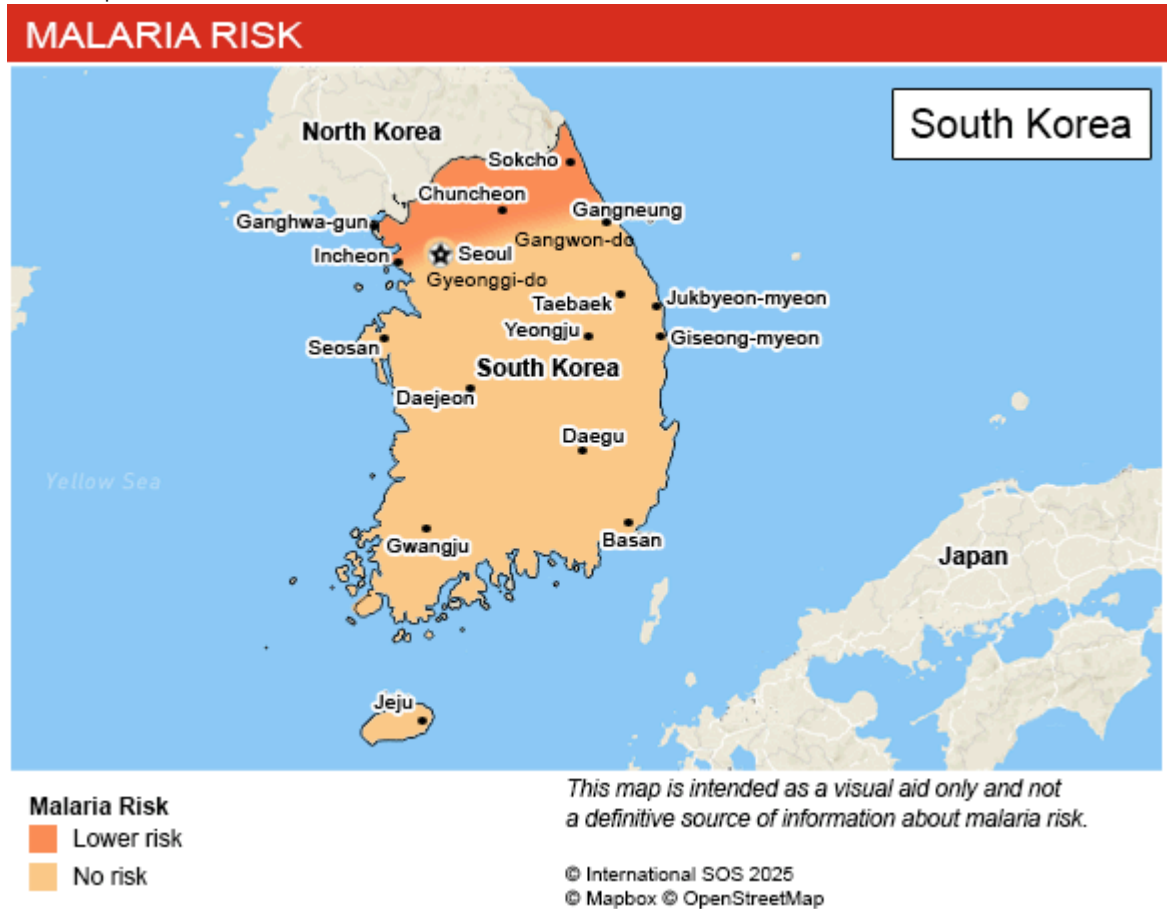 MALARIA RISK
South Korea
North Korea
Sokcho
Chuncheon
Ganghwa-gun
Gangneung
Gangwon-do
Incheon
Seoul
Gyeonggi-do
Taebaek
Jukbyeon-myeon
Yeongju
Giseong-myeon
Seosan
South Korea
Daejeon
Daegu
Yellow Sea
Gwangju
Basan
Japan
Jeju
Malaria Risk
Lower risk
No risk
This map is intended as a visual aid only and not
a definitive source of information about malaria risk.
© International SOS 2025
© Mapbox © OpenStreetMap